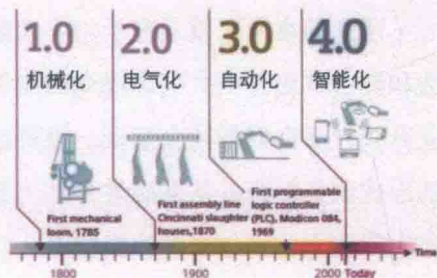 1.0 2.0 3.0 4.0
机械化 电气化 自动化 智能化
First mechanical
loom, 1785
First assembly line
Cincinnati slaughter
houses,1870
First programmable
logic controller
(PLC), Modicon 084,
1969
Time
1800 1900 2000 Today